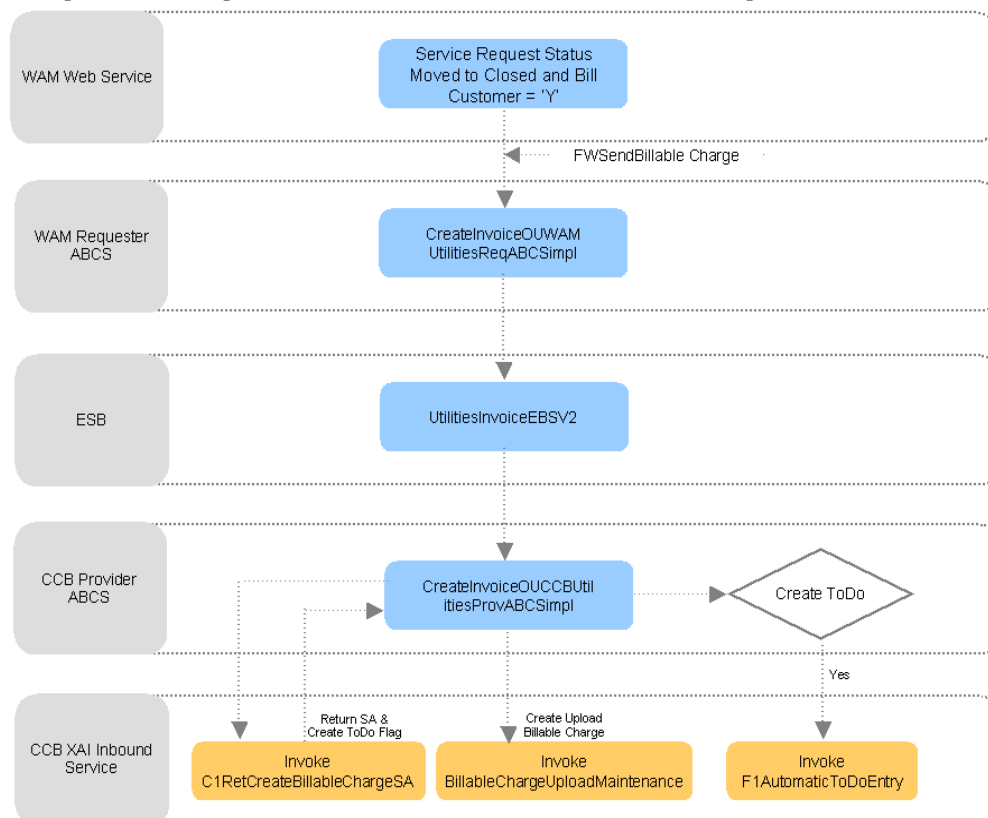 WAM Web Service
Service Request Status
Moved to Closed and Bill
Customer = 'Y'
FWSendBillable Charge
WAM Requester
ABCS
CreateInvoiceOUWAM
UtilitiesReqABCSimpl
ESB
UtilitiesInvoiceEBSV2
CCB Provider
ABCS
CreateInvoiceOUCCBUtil
itiesProvABCSimpl
Create ToDo
Yes
CCB XAI Inbound
Service
Return SA &
Create ToDo Flag
Create Upload
Billable Charge
Invoke
C1RetCreateBillableChargeSA
Invoke
BillableChargeUploadMaintenance
Invoke
F1AutomaticToDoEntry